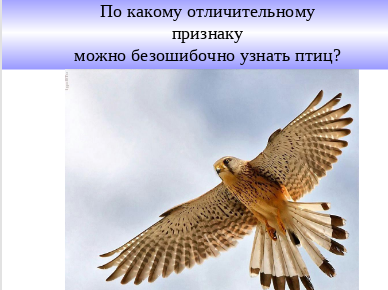 По какому отличительному
признаку
можно безошибочно узнать птиц?